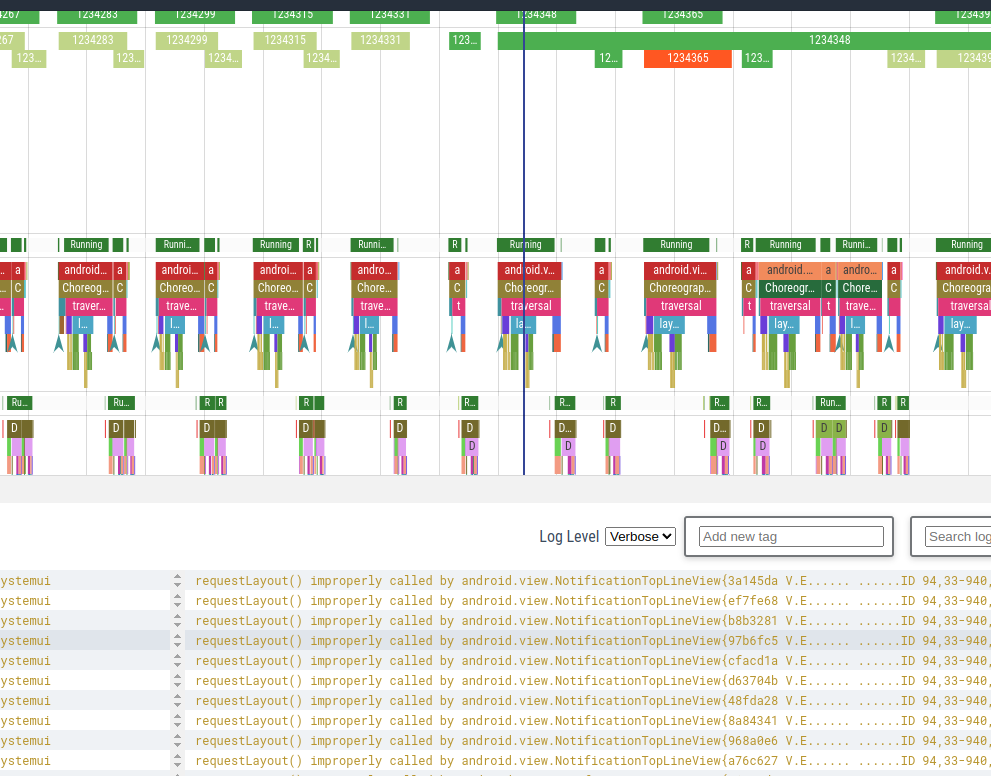 4267 1234283 1234299 1234315 1234331 1234348 1234365 123439
267 1234283 1234299 1234315 1234331 123… 1234348
123… 123… 1234… 1234… 12… 1234365 123… 1234… 123439
Running Runni… Running R Runni… R Running Running R Running Runni… Running
android… a androi… a androi… a andro… a android.v… a android.vi… a android.… a andro… a android.v
C Choreog… C Choreo… C Choreo… C Choreo… C Choreogr… C Choreograp… C Choreogr… C Chore… C Choreograp
traver… trave… trave… trave… t traversal traversal t traversal t trave… traversal
l… l… l… l… la… lay… lay… l… lay…
Ru… Ru… R R R R R… R… R R… R… Run… R R
D D D D D D D… D D… D D D D
D D D D
Log Level Verbose Add new tag Search log
ystemui requestLayout() improperly called by android.view.NotificationTopLineView{3a145da V.E...... ......ID 94,33-940,
ystemui requestLayout() improperly called by android.view.NotificationTopLineView{ef7fe68 V.E...... ......ID 94,33-940,
ystemui requestLayout() improperly called by android.view.NotificationTopLineView{b8b3281 V.E...... ......ID 94,33-940,
ystemui requestLayout() improperly called by android.view.NotificationTopLineView{97b6fc5 V.E...... ......ID 94,33-940,
ystemui requestLayout() improperly called by android.view.NotificationTopLineView{cfacd1a V.E...... ......ID 94,33-940,
ystemui requestLayout() improperly called by android.view.NotificationTopLineView{d63704b V.E...... ......ID 94,33-940,
ystemui requestLayout() improperly called by android.view.NotificationTopLineView{48fda28 V.E...... ......ID 94,33-940,
ystemui requestLayout() improperly called by android.view.NotificationTopLineView{8a84341 V.E...... ......ID 94,33-940,
ystemui requestLayout() improperly called by android.view.NotificationTopLineView{968a0e6 V.E...... ......ID 94,33-940,
ystemui requestLayout() improperly called by android.view.NotificationTopLineView{a76c627 V.E...... ......ID 94,33-940,